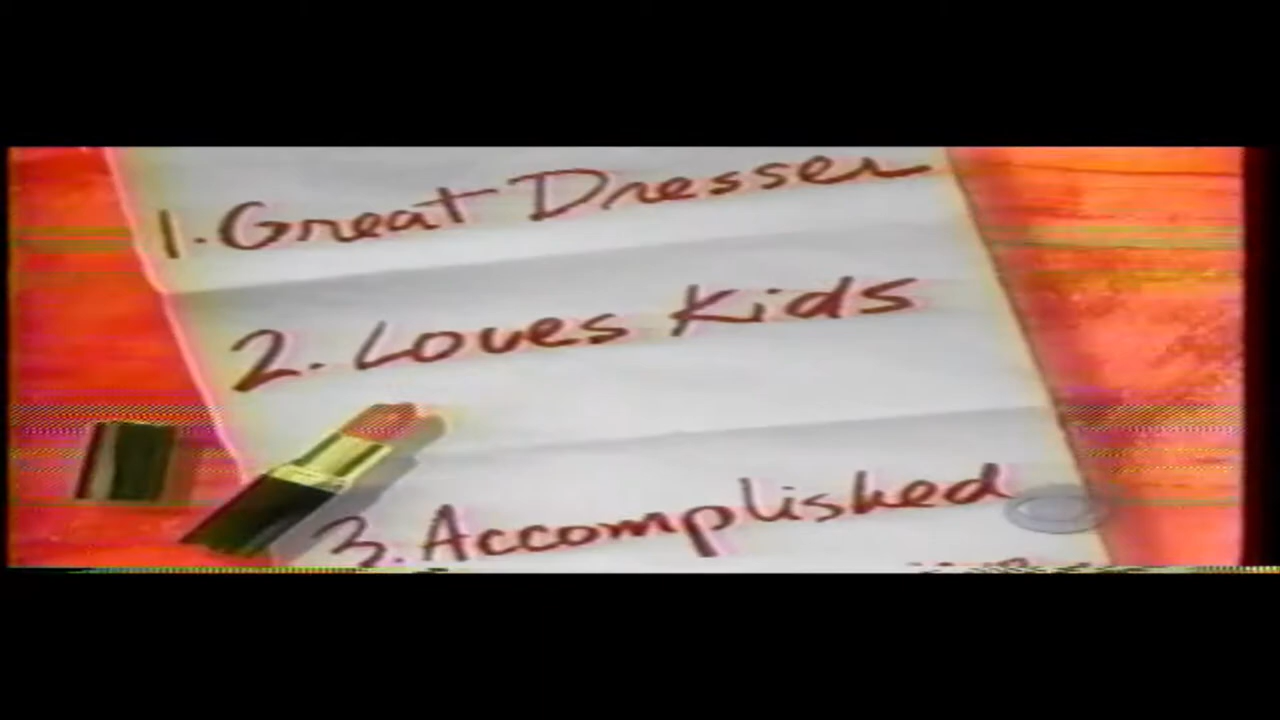 1. Great Dresser
2. Loves Kids
3. Accomplished